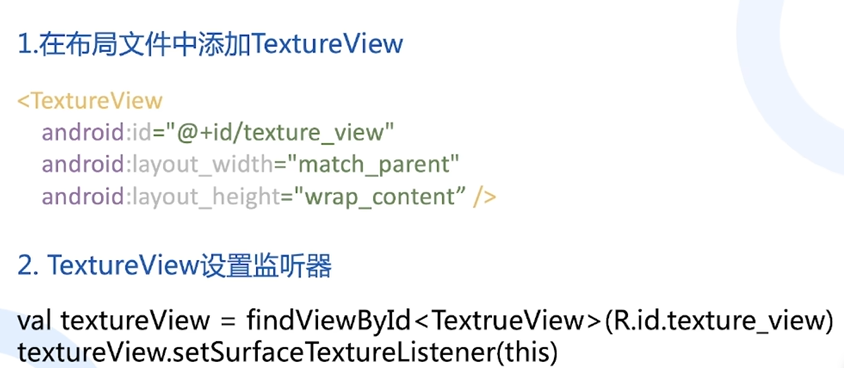 1.在布局文件中添加TextureView
<TextureView
android:id="@+id/texture_view"
android:layout_width="match_parent"
android:layout_height="wrap_content” />
2. TextureView设置监听器
val textureView = findViewById<TextrueView>(R.id.texture_view)
textureView.setSurfaceTextureListener(this)